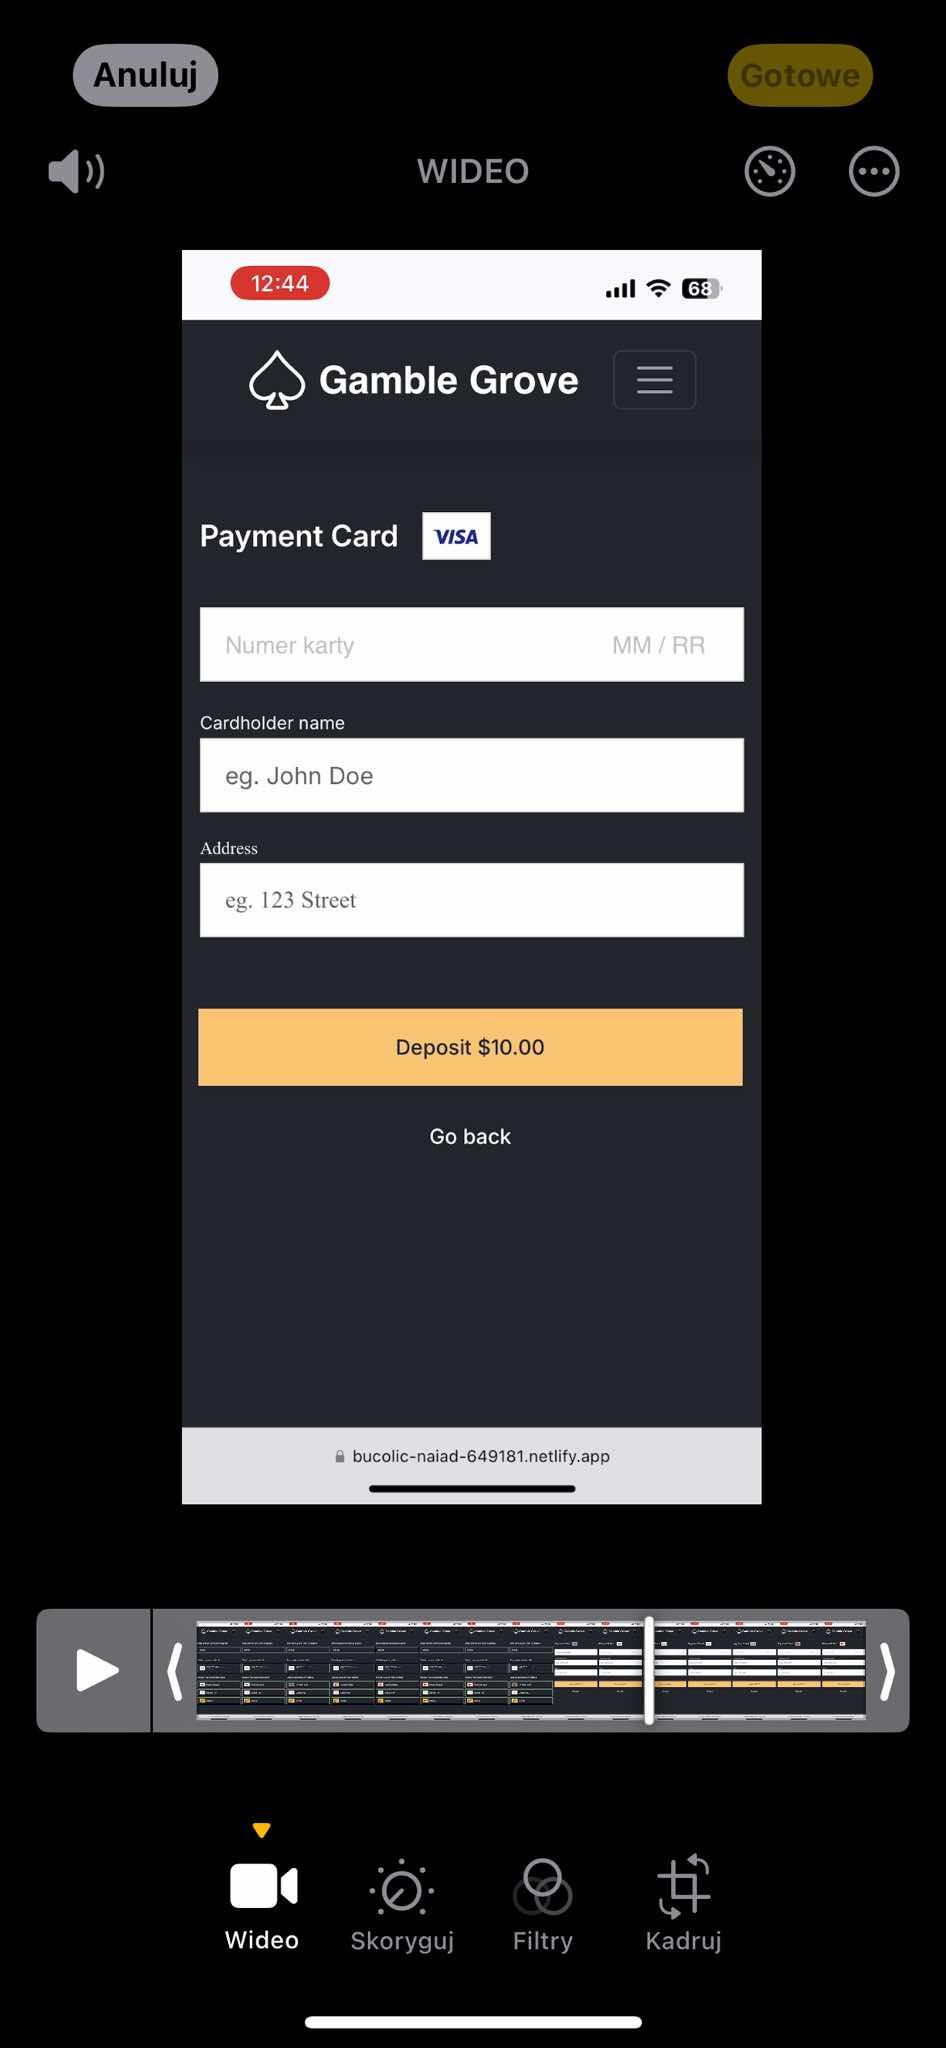 Anuluj
Gotowe
WIDEO
12:44
68
Gamble Grove
Payment Card
VISA
Numer karty
MM / RR
Cardholder name
eg. John Doe
Address
eg. 123 Street
Deposit $10.00
Go back
bucolic-naiad-649181.netlify.app
Wideo
Skoryguj
Filtry
Kadruj